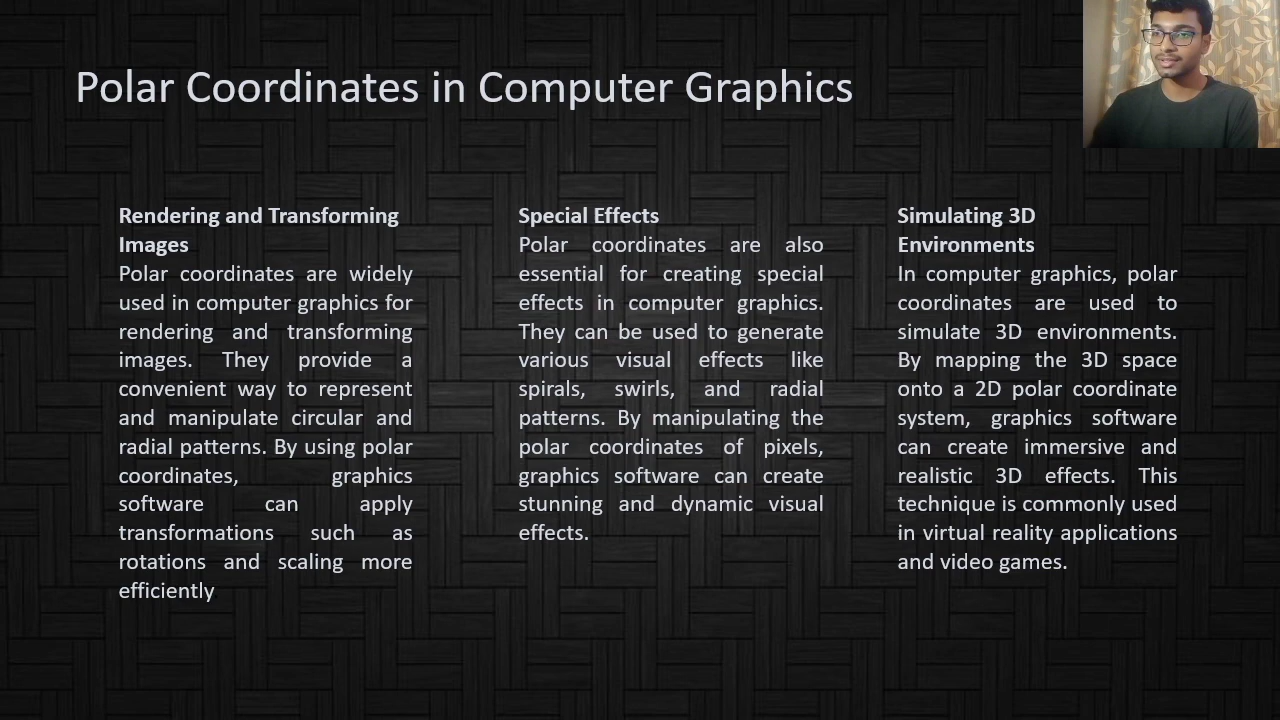 Polar Coordinates in Computer Graphics
Rendering and Transforming
Images
Polar coordinates are widely
used in computer graphics for
rendering and transforming
images. They provide a
convenient way to represent
and manipulate circular and
radial patterns. By using polar
coordinates, graphics
software can apply
transformations such as
rotations and scaling more
efficiently
Special Effects
Polar coordinates are also
essential for creating special
effects in computer graphics.
They can be used to generate
various visual effects like
spirals, swirls, and radial
patterns. By manipulating the
polar coordinates of pixels,
graphics software can create
stunning and dynamic visual
effects.
Simulating 3D
Environments
In computer graphics, polar
coordinates are used to
simulate 3D environments.
By mapping the 3D space
onto a 2D polar coordinate
system, graphics software
can create immersive and
realistic 3D effects. This
technique is commonly used
in virtual reality applications
and video games.